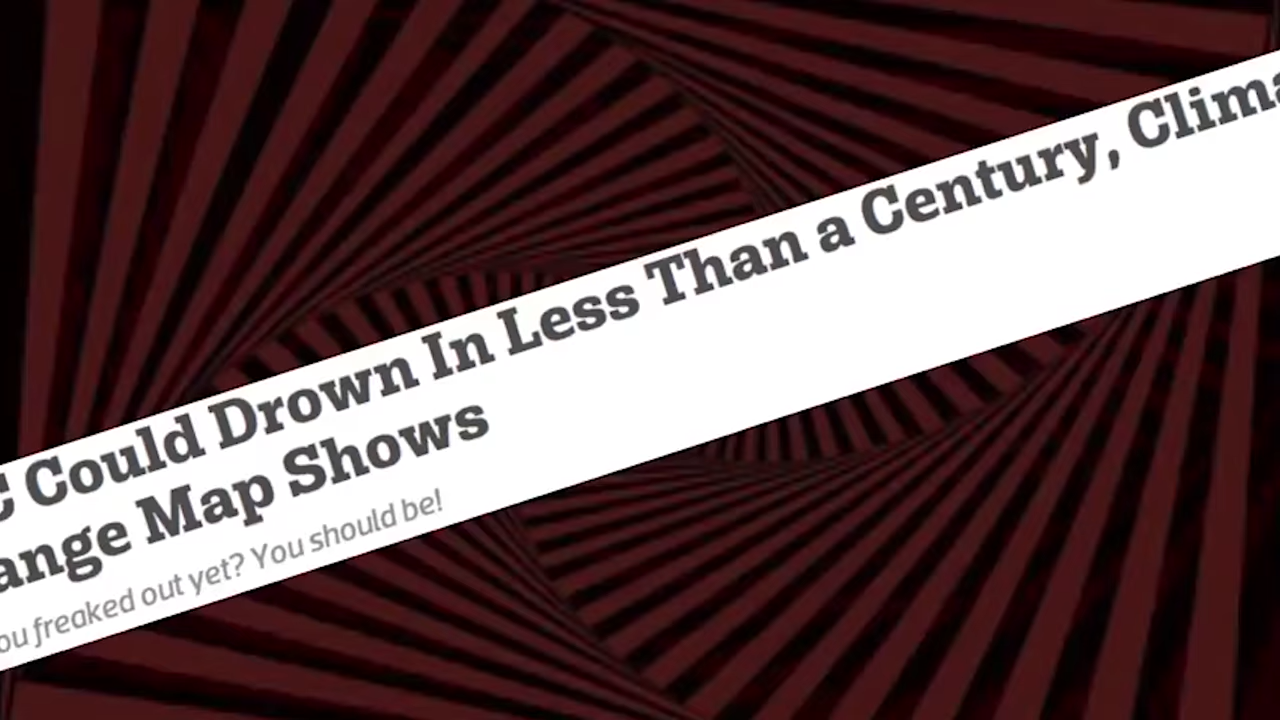 C Could Drown In Less Than a Century, Clima
ange Map Shows
ou freaked out yet? You should be!